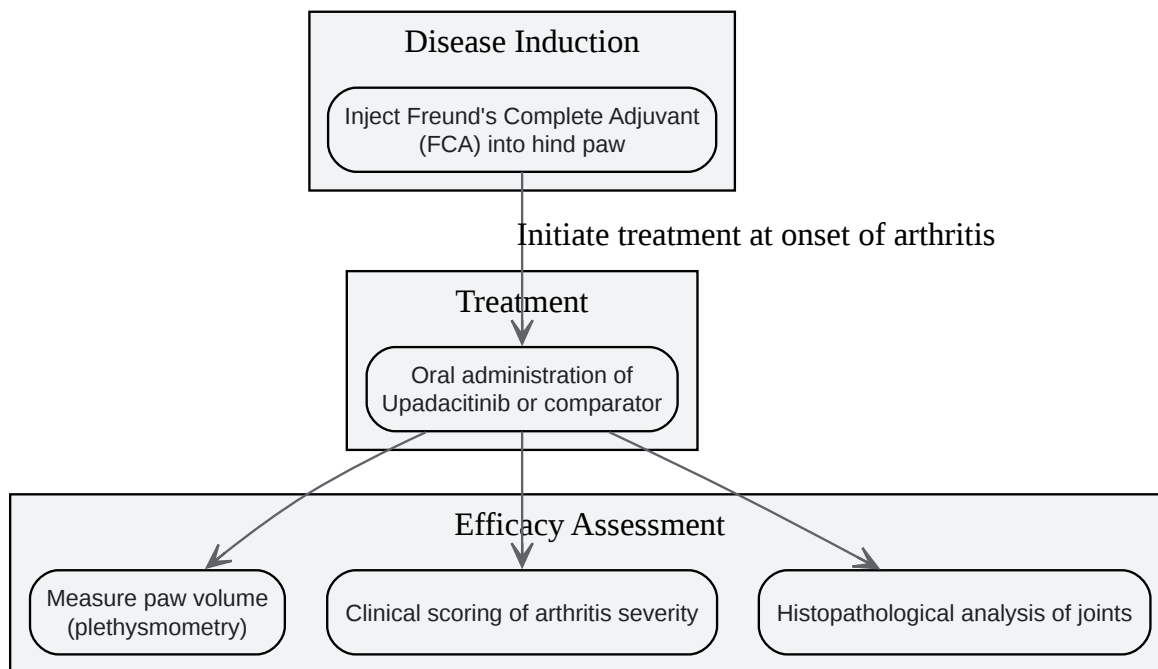 Disease Induction
Inject Freund's Complete Adjuvant
(FCA) into hind paw
Initiate treatment at onset of arthritis
Treatment
Oral administration of
Upadacitinib or comparator
Efficacy Assessment
Measure paw volume
(plethysmometry)
Clinical scoring of arthritis severity
Histopathological analysis of joints